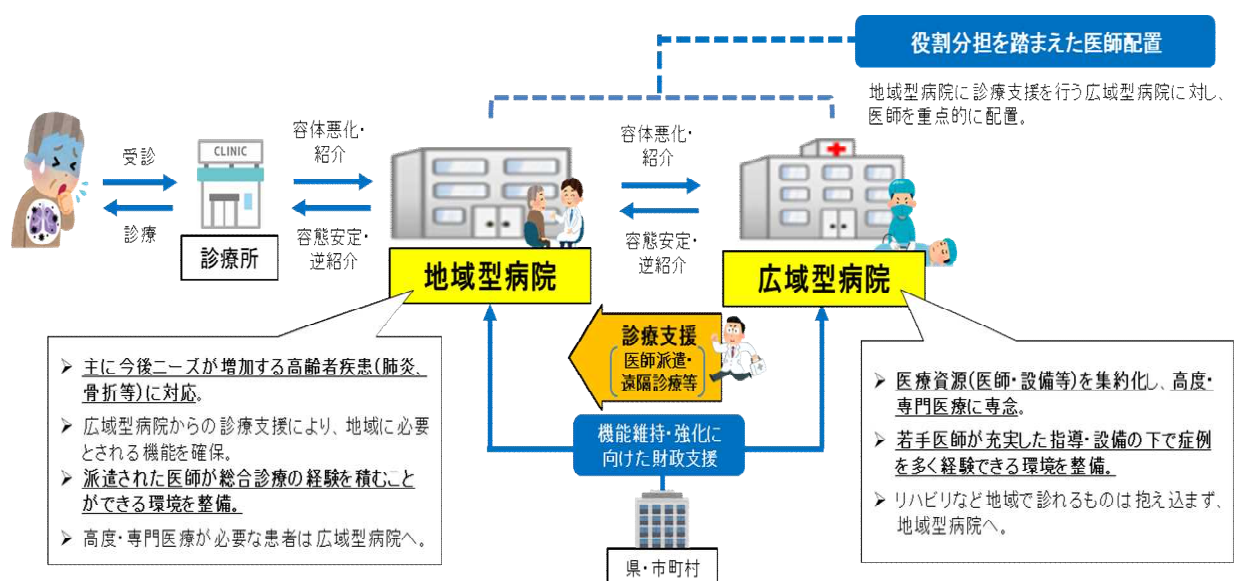 役割分担を踏まえた医師配置
地域型病院に診療支援を行う広域型病院に対し、
医師を重点的に配置。
受診
診療
CLINIC
診療所
容体悪化・
紹介
容態安定・
逆紹介
地域型病院
容体悪化・
紹介
容態安定・
逆紹介
広域型病院
診療支援
医師派遣・
遠隔診療等
機能維持・強化に
向けた財政支援
県・市町村
➢ 主に今後ニーズが増加する高齢者疾患(肺炎、
骨折等)に対応。
➢ 広域型病院からの診療支援により、地域に必要
とされる機能を確保。
➢ 派遣された医師が総合診療の経験を積むこと
ができる環境を整備。
➢ 高度・専門医療が必要な患者は広域型病院へ。
➢ 医療資源(医師・設備等)を集約化し、高度・
専門医療に専念。
➢ 若手医師が充実した指導・設備の下で症例
を多く経験できる環境を整備。
➢ リハビリなど地域で診れるものは抱え込まず、
地域型病院へ。